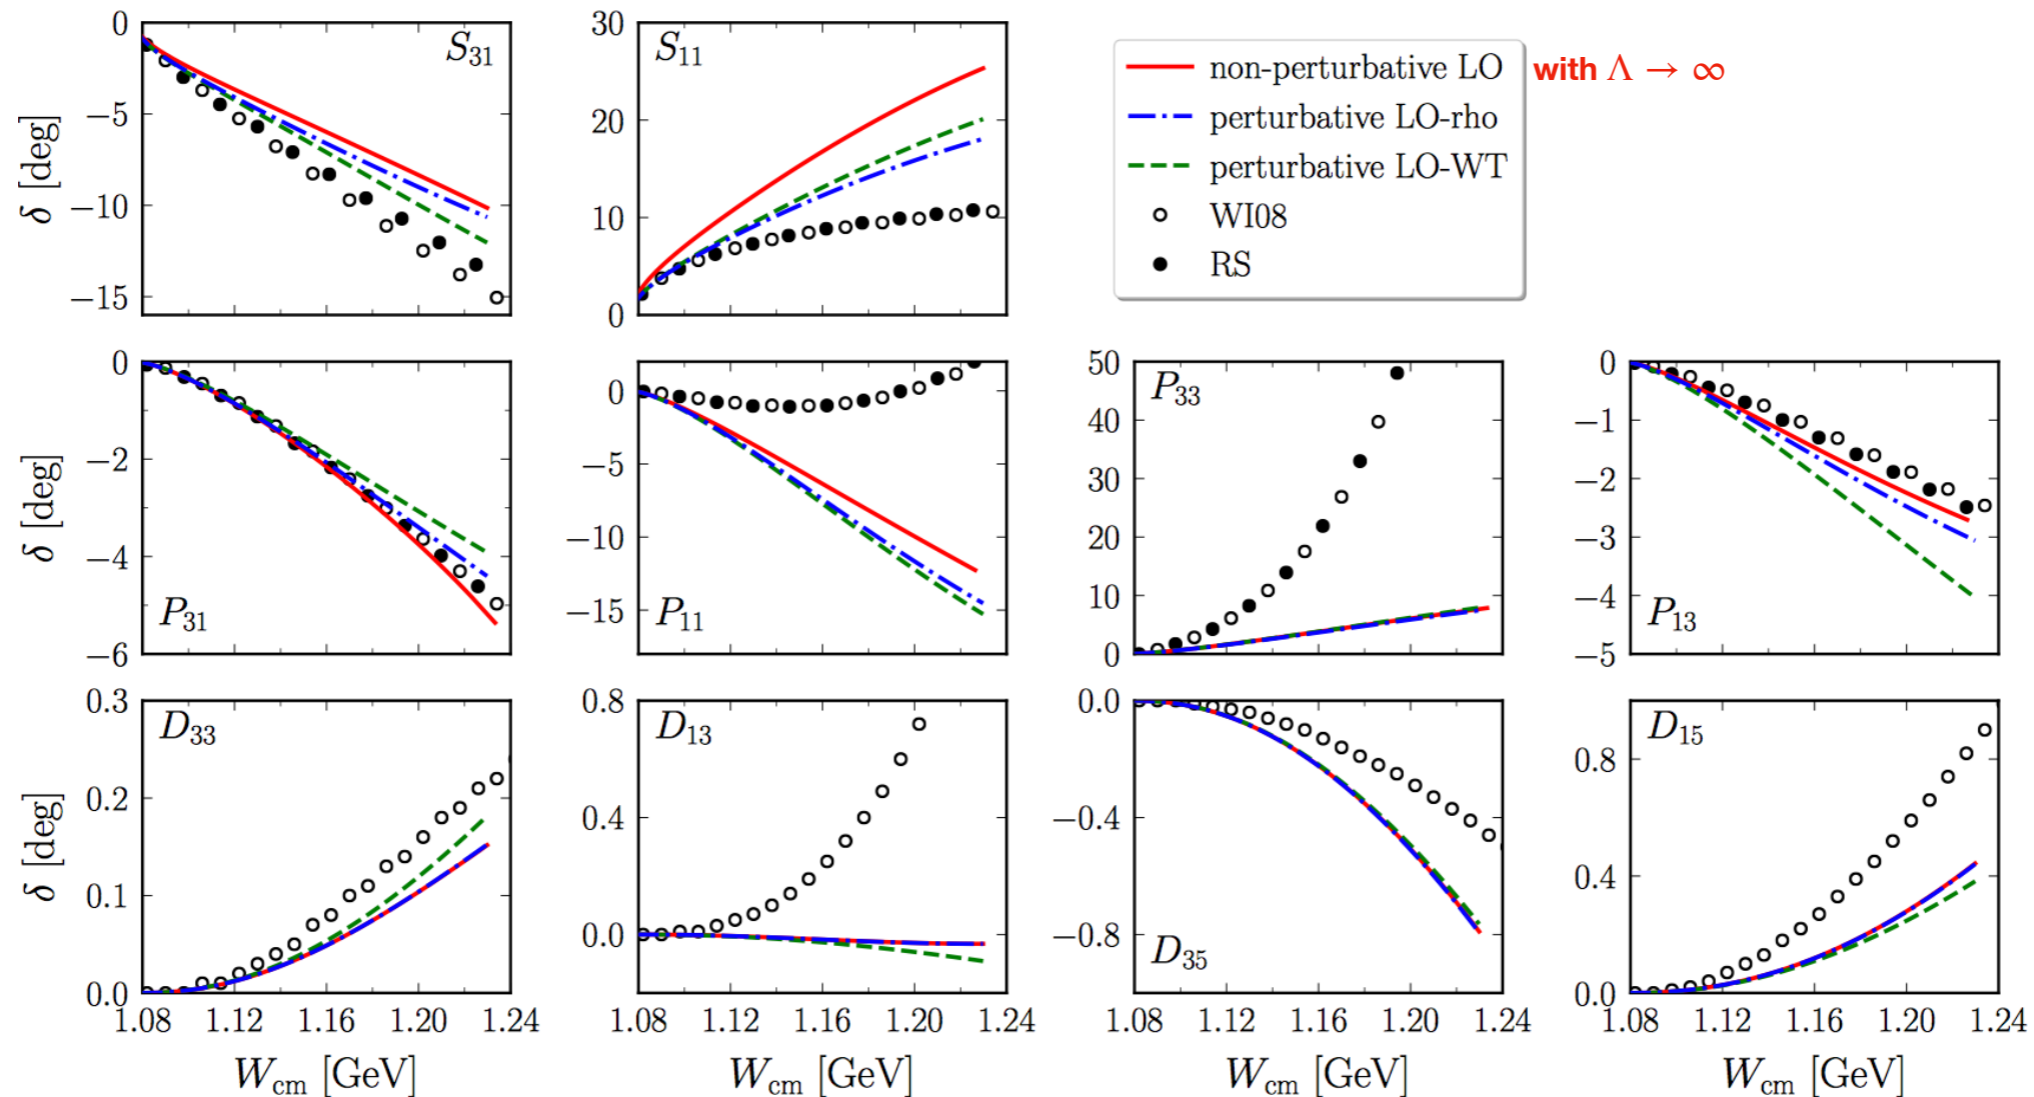 S31
S11
0
−5
−10
−15
δ [deg]
30
20
10
0
non-perturbative LO
with Λ → ∞
perturbative LO-rho
perturbative LO-WT
WI08
RS
P31
P11
P33
P13
0
−2
−4
−6
δ [deg]
0
−5
−10
−15
50
40
30
20
10
0
0
−1
−2
−3
−4
−5
D33
D13
D35
D15
0.3
0.2
0.1
0.0
δ [deg]
0.8
0.4
0.0
0.0
−0.4
−0.8
0.8
0.4
0.0
1.08 1.12 1.16 1.20 1.24
1.08 1.12 1.16 1.20 1.24
1.08 1.12 1.16 1.20 1.24
1.08 1.12 1.16 1.20 1.24
Wcm [GeV]
Wcm [GeV]
Wcm [GeV]
Wcm [GeV]